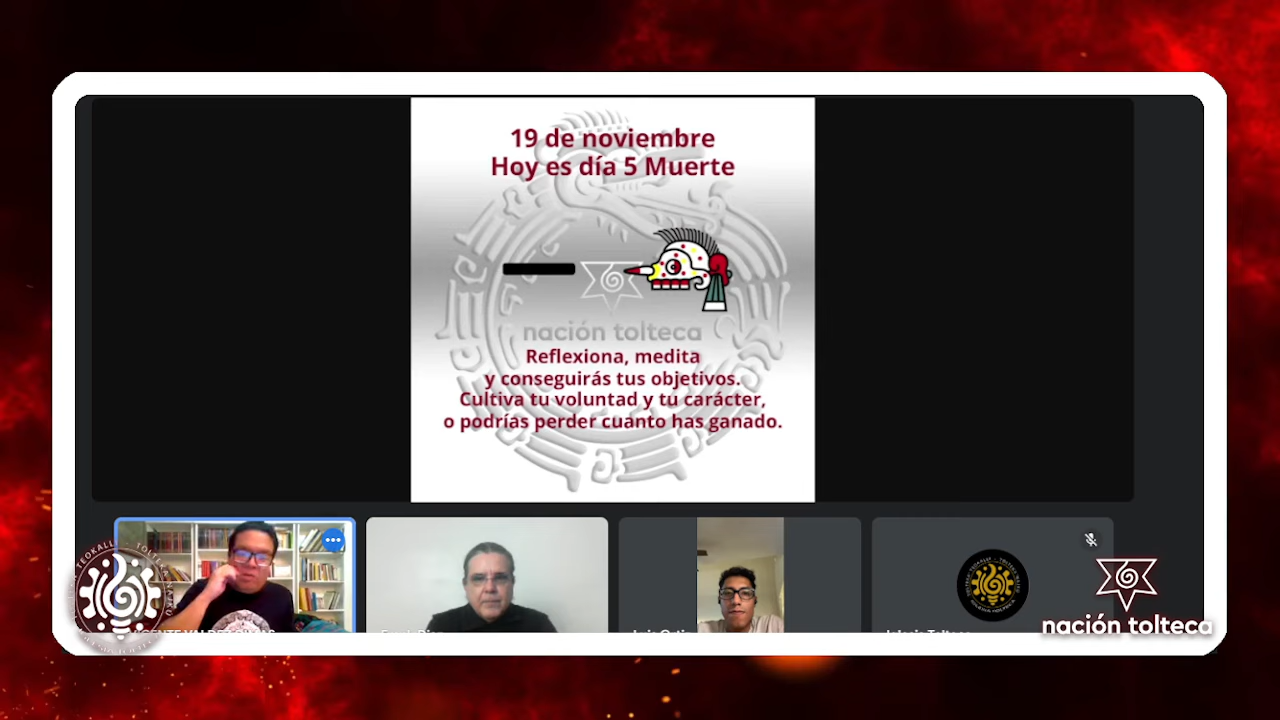 19 de noviembre
Hoy es día 5 Muerte
nación tolteca
Reflexiona, medita
y conseguirás tus objetivos.
Cultiva tu voluntad y tu carácter,
o podrías perder cuanto has ganado.
nación tolteca